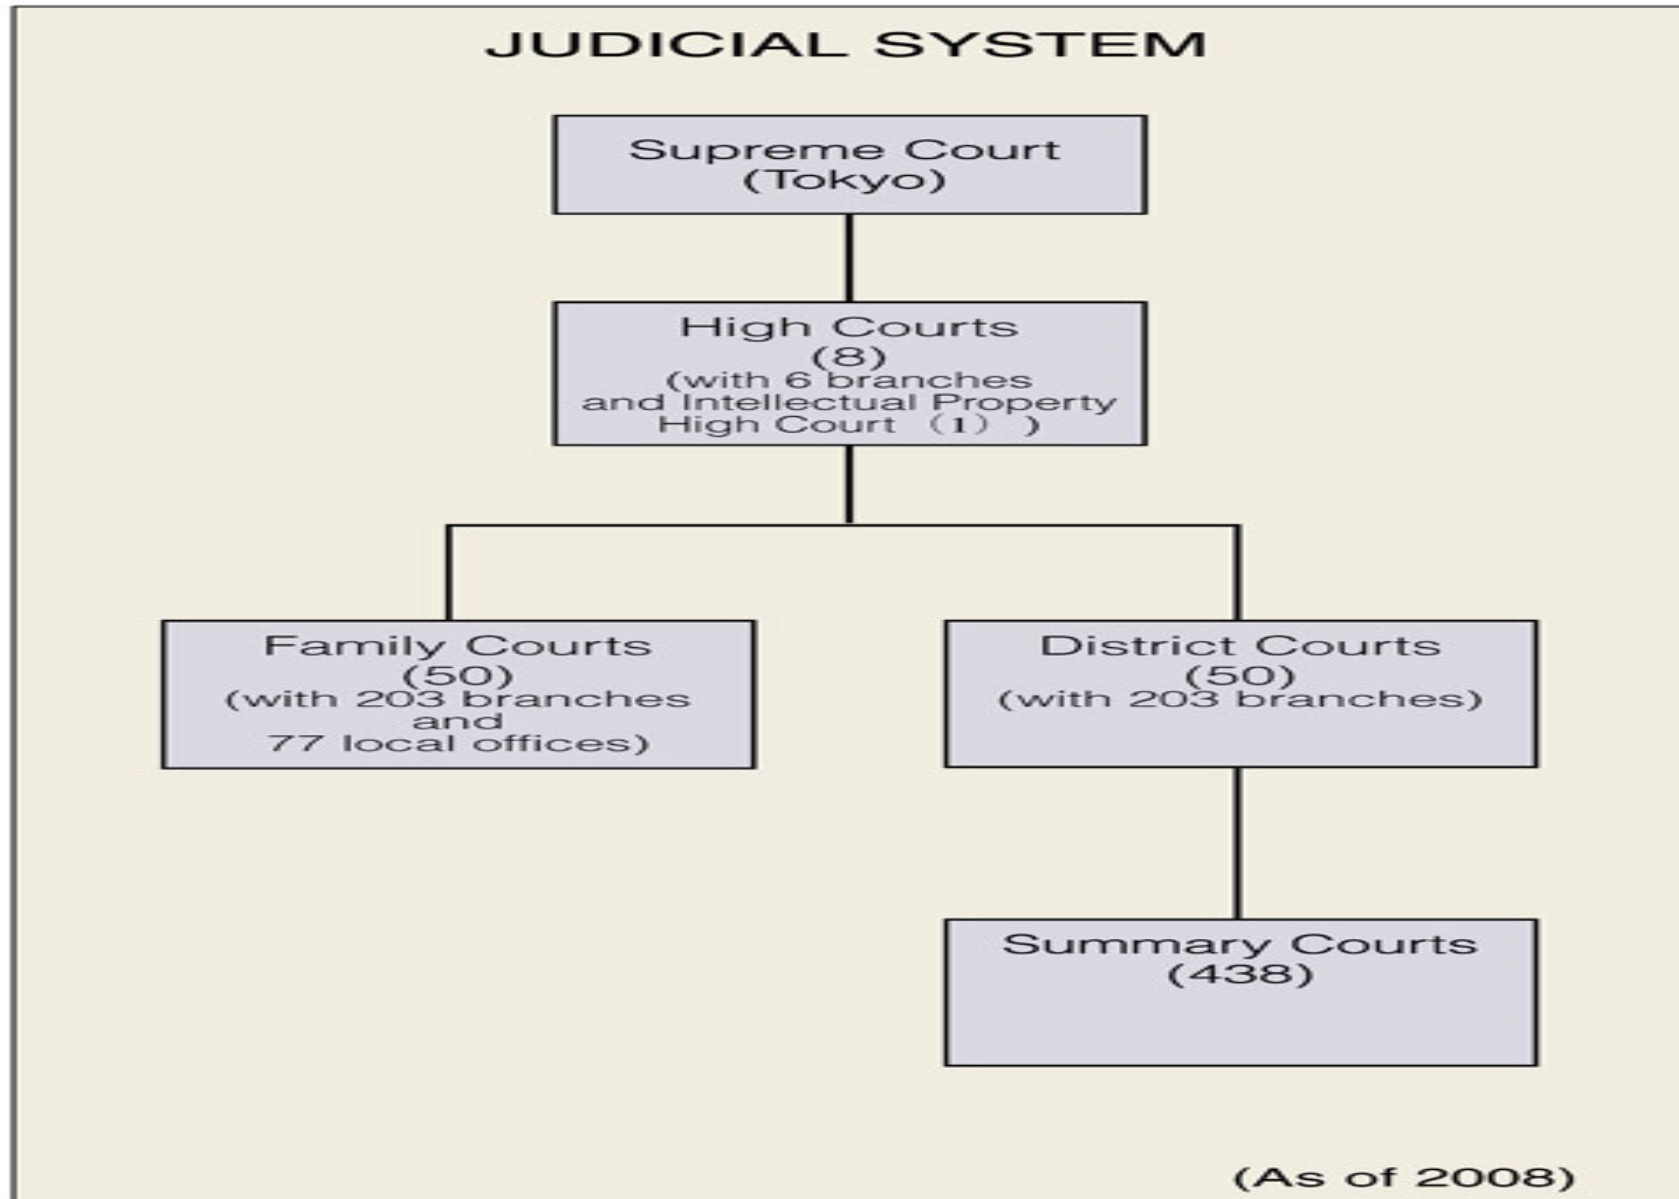 JUDICIAL SYSTEM
Supreme Court
(Tokyo)
High Courts
(8)
(with 6 branches
and Intellectual Property
High Court （1） )
Family Courts
(50)
(with 203 branches
and
77 local offices)
District Courts
(50)
(with 203 branches)
Summary Courts
(438)
(As of 2008)